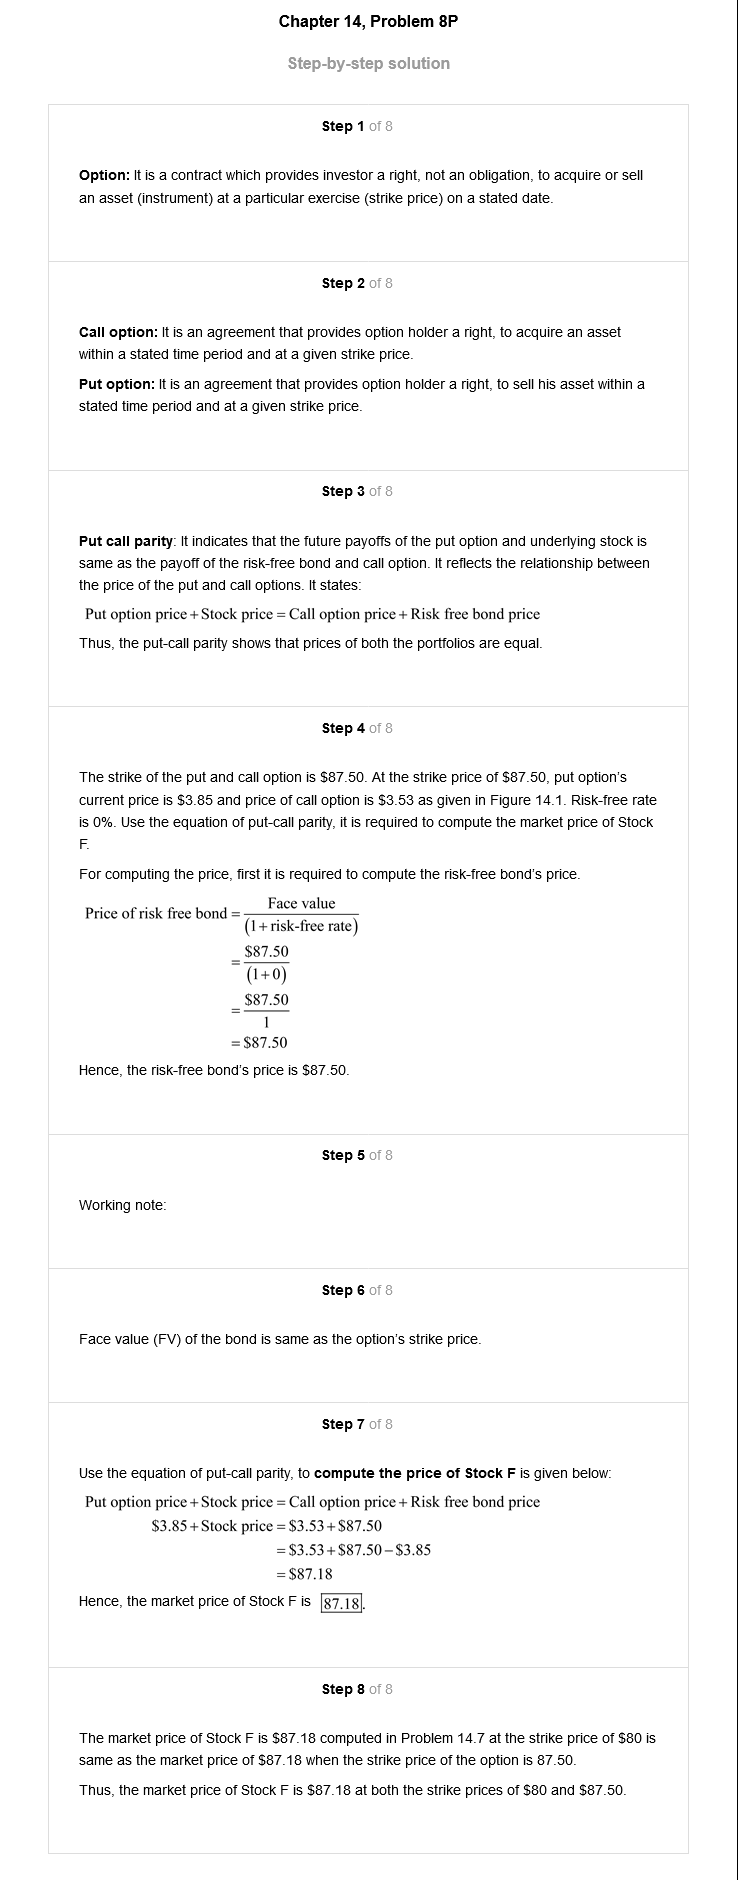 Chapter 14, Problem 8P
Step-by-step solution
Step 1 of 8
Option: It is a contract which provides investor a right, not an obligation, to acquire or sell
an asset (instrument) at a particular exercise (strike price) on a stated date.
Step 2 of 8
Call option: It is an agreement that provides option holder a right, to acquire an asset
within a stated time period and at a given strike price.
Put option: It is an agreement that provides option holder a right, to sell his asset within a
stated time period and at a given strike price.
Step 3 of 8
Put call parity: It indicates that the future payoffs of the put option and underlying stock is
same as the payoff of the risk-free bond and call option. It reflects the relationship between
the price of the put and call options. It states:
Put option price + Stock price = Call option price + Risk free bond price
Thus, the put-call parity shows that prices of both the portfolios are equal.
Step 4 of 8
The strike of the put and call option is $87.50. At the strike price of $87.50, put option's
current price is $3.85 and price of call option is $3.53 as given in Figure 14.1. Risk-free rate
is 0%. Use the equation of put-call parity, it is required to compute the market price of Stock
F.
For computing the price, first it is required to compute the risk-free bond's price.
Price of risk free bond = Face value
(1 + risk-free rate)
= $87.50
(1+0)
= $87.50
1
= $87.50
Hence, the risk-free bond's price is $87.50.
Step 5 of 8
Working note:
Step 6 of 8
Face value (FV) of the bond is same as the option's strike price.
Step 7 of 8
Use the equation of put-call parity, to compute the price of Stock F is given below:
Put option price + Stock price = Call option price + Risk free bond price
$3.85 + Stock price = $3.53 + $87.50
= $3.53 + $87.50 – $3.85
= $87.18
Hence, the market price of Stock F is 87.18.
Step 8 of 8
The market price of Stock F is $87.18 computed in Problem 14.7 at the strike price of $80 is
same as the market price of $87.18 when the strike price of the option is 87.50.
Thus, the market price of Stock F is $87.18 at both the strike prices of $80 and $87.50.